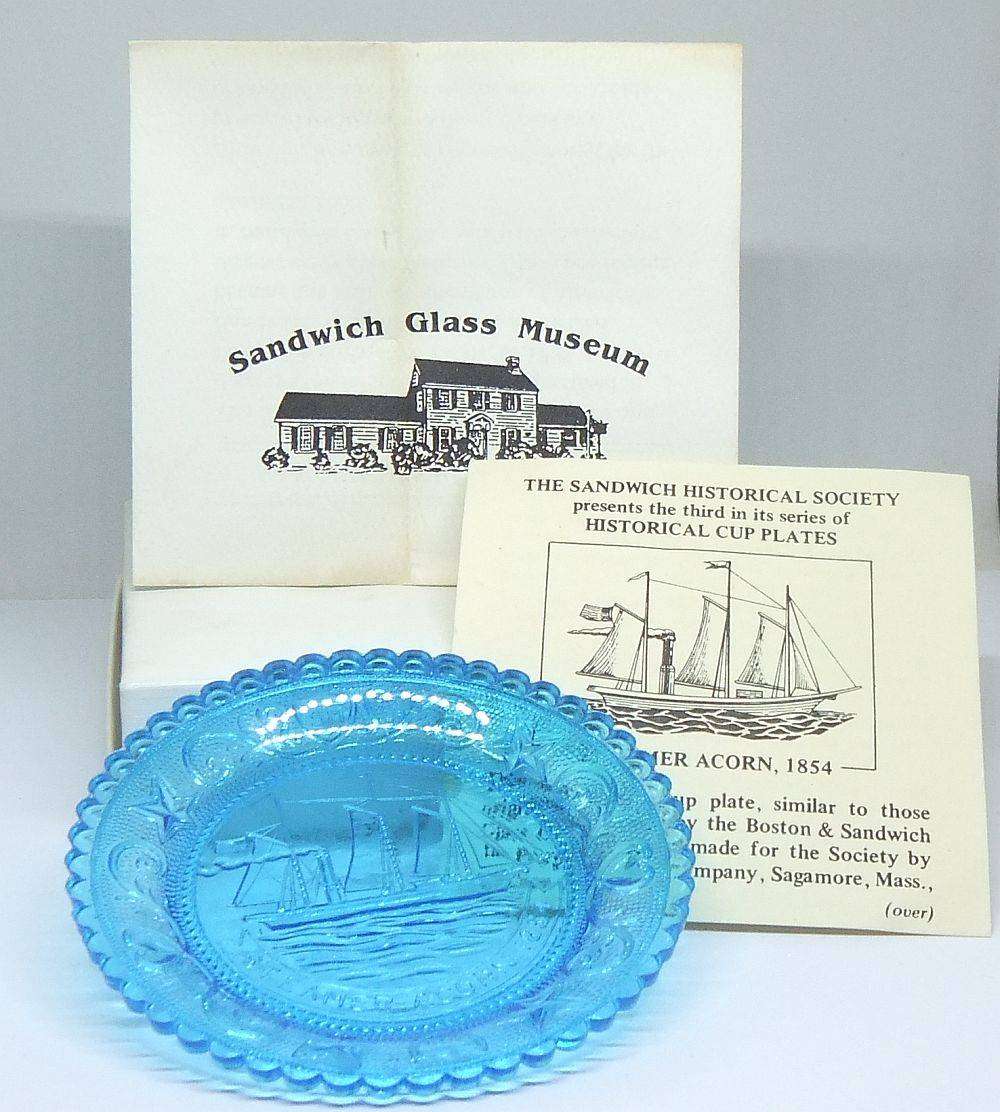 Sandwich Glass Museum
THE SANDWICH HISTORICAL SOCIETY
presents the third in its series of
HISTORICAL CUP PLATES
MER ACORN, 1854
up plate, similar to those
y the Boston & Sandwich
made for the Society by
mpany, Sagamore, Mass.,
(over)